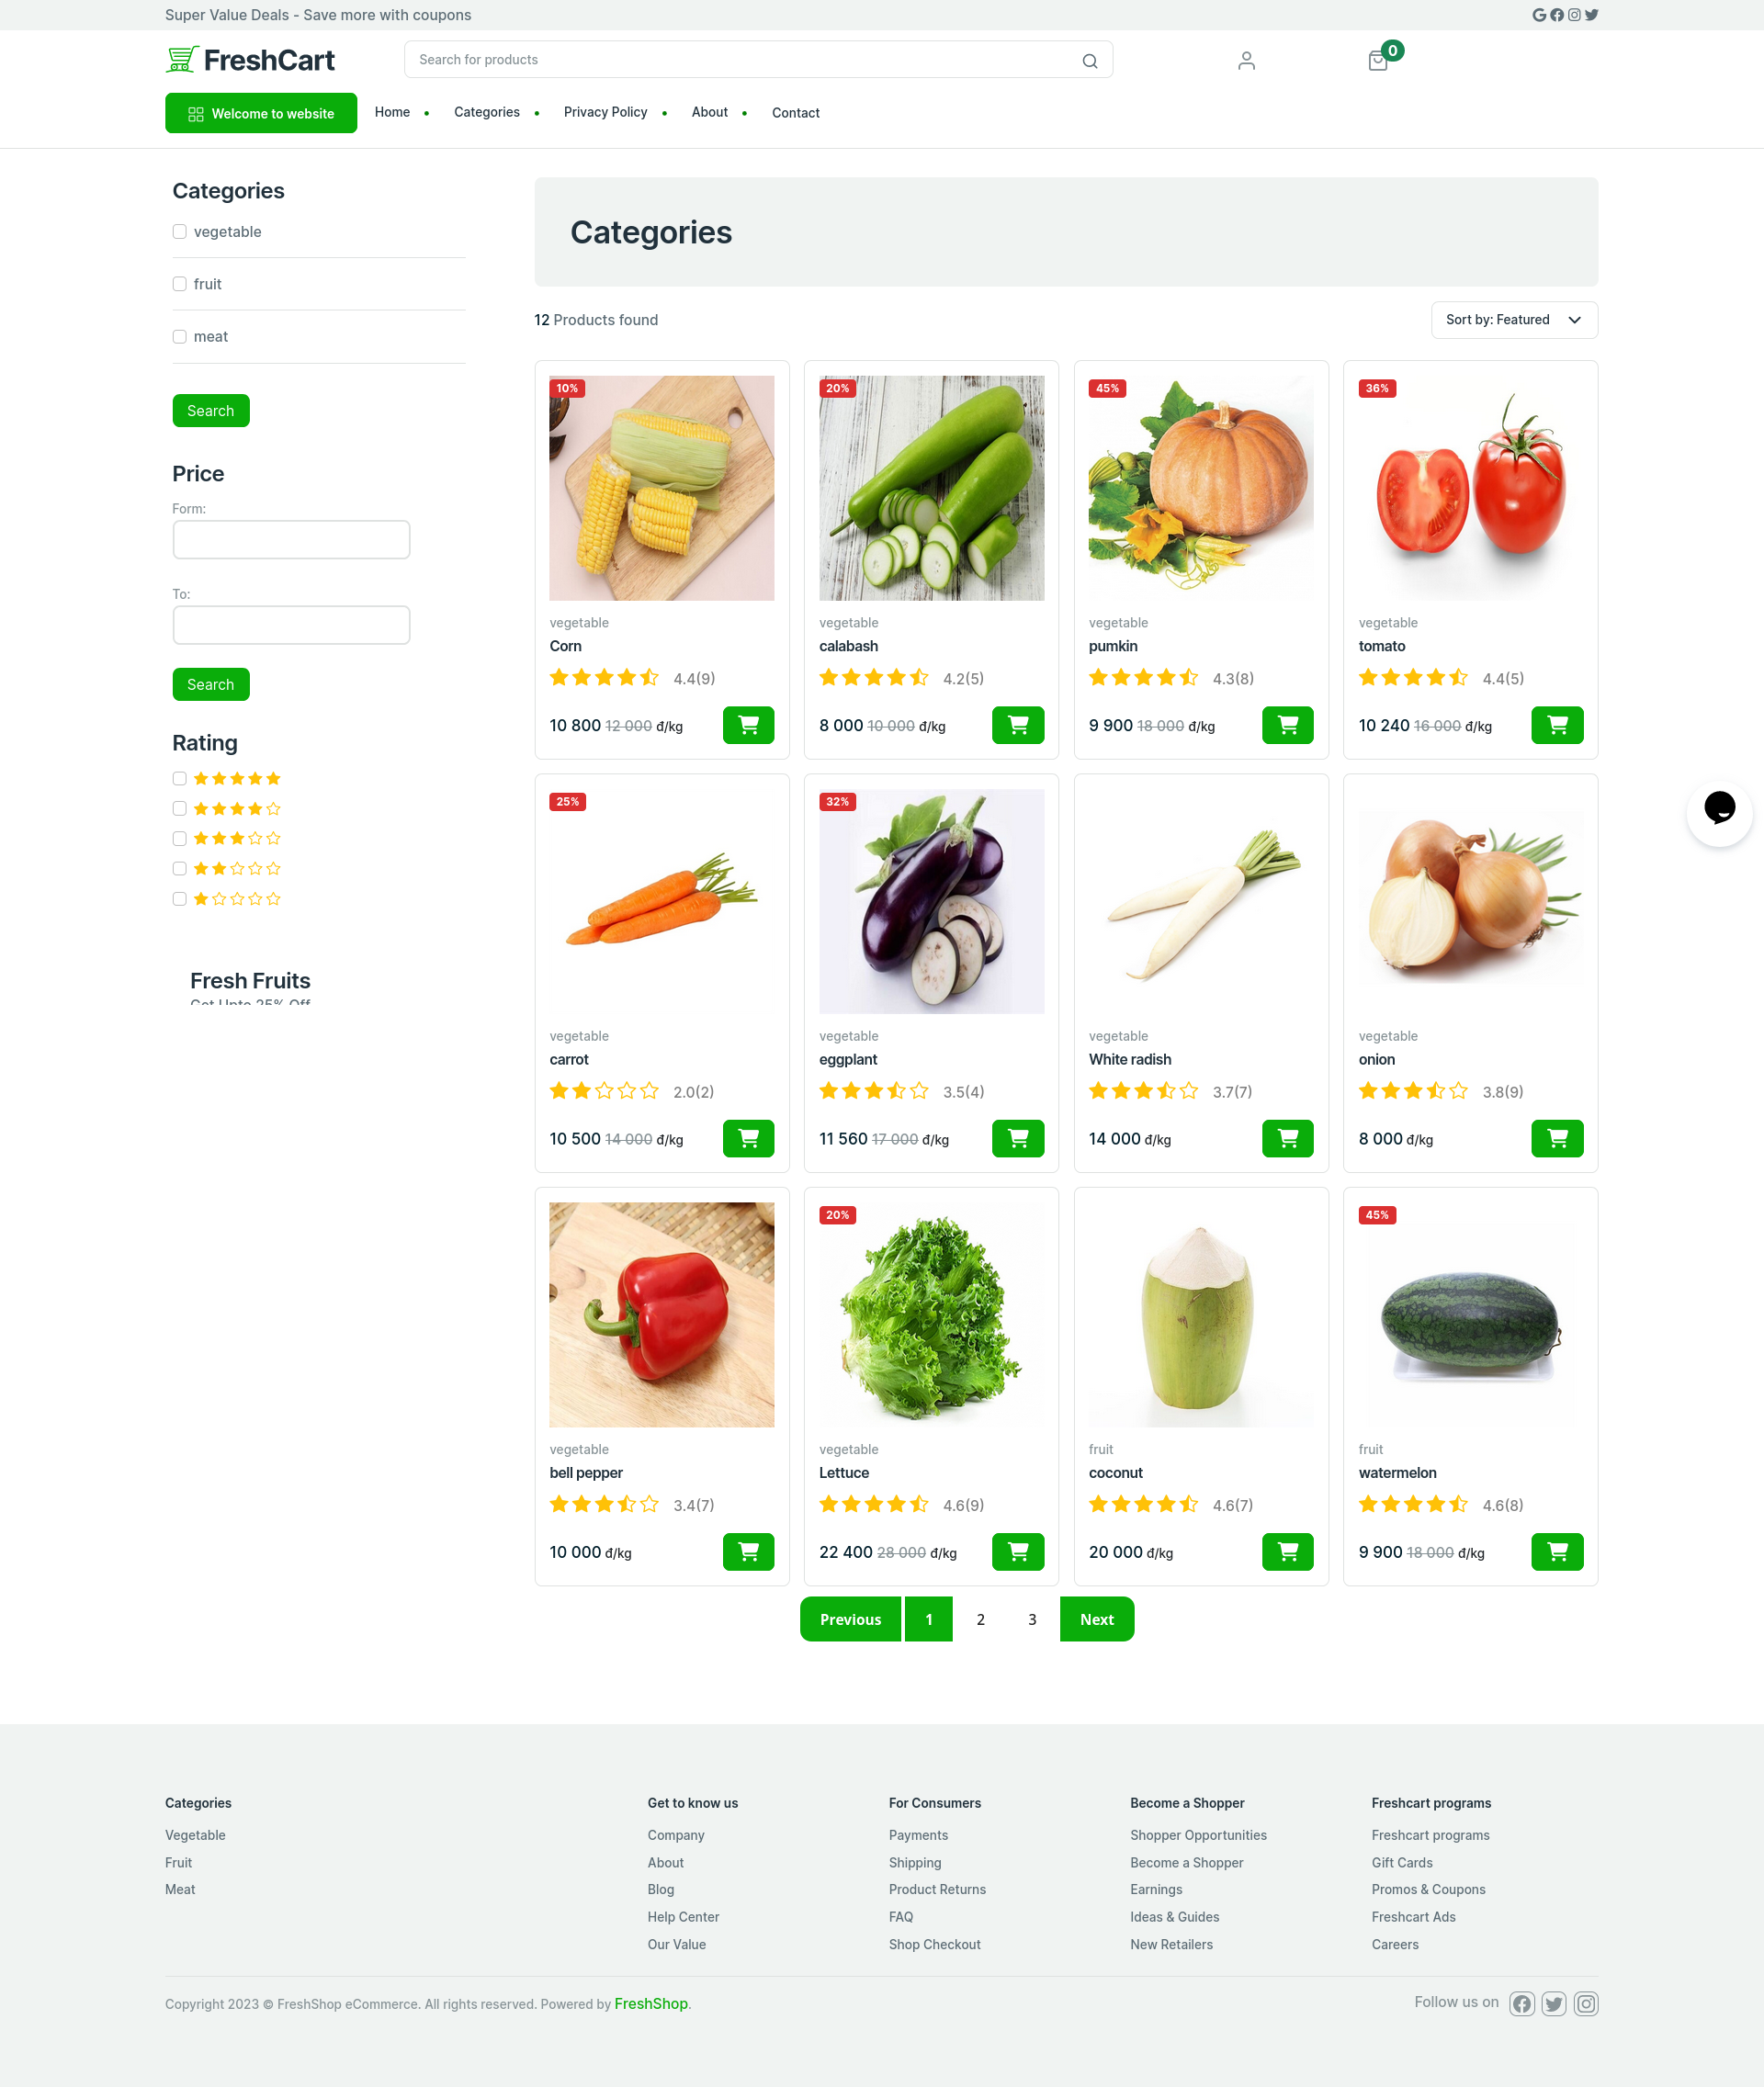 Super Value Deals - Save more with coupons
FreshCart
Search for products
0
Welcome to website
Home
Categories
Privacy Policy
About
Contact
Categories
vegetable
fruit
meat
Search
Price
Form:
To:
Search
Rating
Fresh Fruits
Get Upto 25% Off
Categories
12 Products found
Sort by: Featured
10%
vegetable
Corn
4.4(9)
10 800 12 000 đ/kg
20%
vegetable
calabash
4.2(5)
8 000 10 000 đ/kg
45%
vegetable
pumkin
4.3(8)
9 900 18 000 đ/kg
36%
vegetable
tomato
4.4(5)
10 240 16 000 đ/kg
25%
vegetable
carrot
2.0(2)
10 500 14 000 đ/kg
32%
vegetable
eggplant
3.5(4)
11 560 17 000 đ/kg
vegetable
White radish
3.7(7)
14 000 đ/kg
vegetable
onion
3.8(9)
8 000 đ/kg
vegetable
bell pepper
3.4(7)
10 000 đ/kg
20%
vegetable
Lettuce
4.6(9)
22 400 28 000 đ/kg
fruit
coconut
4.6(7)
20 000 đ/kg
45%
fruit
watermelon
4.6(8)
9 900 18 000 đ/kg
Previous
1
2
3
Next
Categories
Vegetable
Fruit
Meat
Get to know us
Company
About
Blog
Help Center
Our Value
For Consumers
Payments
Shipping
Product Returns
FAQ
Shop Checkout
Become a Shopper
Shopper Opportunities
Become a Shopper
Earnings
Ideas & Guides
New Retailers
Freshcart programs
Freshcart programs
Gift Cards
Promos & Coupons
Freshcart Ads
Careers
Copyright 2023 © FreshShop eCommerce. All rights reserved. Powered by FreshShop.
Follow us on